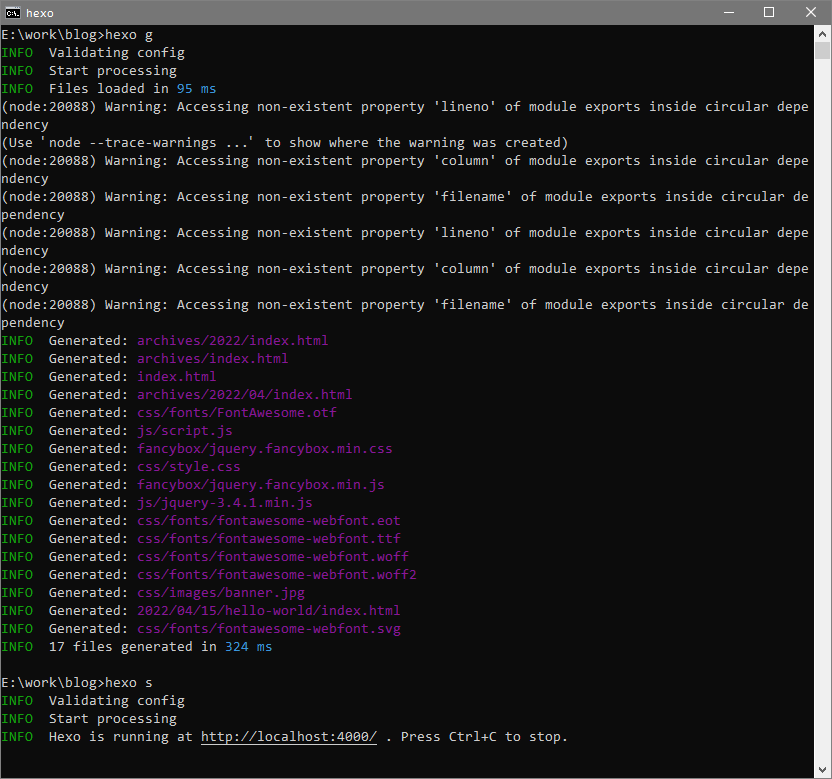 hexo
E:\work\blog>hexo g
INFO  Validating config
INFO  Start processing
INFO  Files loaded in 95 ms
(node:20088) Warning: Accessing non-existent property 'lineno' of module exports inside circular depe
ndency
(Use 'node --trace-warnings ...' to show where the warning was created)
(node:20088) Warning: Accessing non-existent property 'column' of module exports inside circular depe
ndency
(node:20088) Warning: Accessing non-existent property 'filename' of module exports inside circular de
pendency
(node:20088) Warning: Accessing non-existent property 'lineno' of module exports inside circular depe
ndency
(node:20088) Warning: Accessing non-existent property 'column' of module exports inside circular depe
ndency
(node:20088) Warning: Accessing non-existent property 'filename' of module exports inside circular de
pendency
INFO  Generated: archives/2022/index.html
INFO  Generated: archives/index.html
INFO  Generated: index.html
INFO  Generated: archives/2022/04/index.html
INFO  Generated: css/fonts/FontAwesome.otf
INFO  Generated: js/script.js
INFO  Generated: fancybox/jquery.fancybox.min.css
INFO  Generated: css/style.css
INFO  Generated: fancybox/jquery.fancybox.min.js
INFO  Generated: js/jquery-3.4.1.min.js
INFO  Generated: css/fonts/fontawesome-webfont.eot
INFO  Generated: css/fonts/fontawesome-webfont.ttf
INFO  Generated: css/fonts/fontawesome-webfont.woff
INFO  Generated: css/fonts/fontawesome-webfont.woff2
INFO  Generated: css/images/banner.jpg
INFO  Generated: 2022/04/15/hello-world/index.html
INFO  Generated: css/fonts/fontawesome-webfont.svg
INFO  17 files generated in 324 ms
E:\work\blog>hexo s
INFO  Validating config
INFO  Start processing
INFO  Hexo is running at http://localhost:4000/ . Press Ctrl+C to stop.